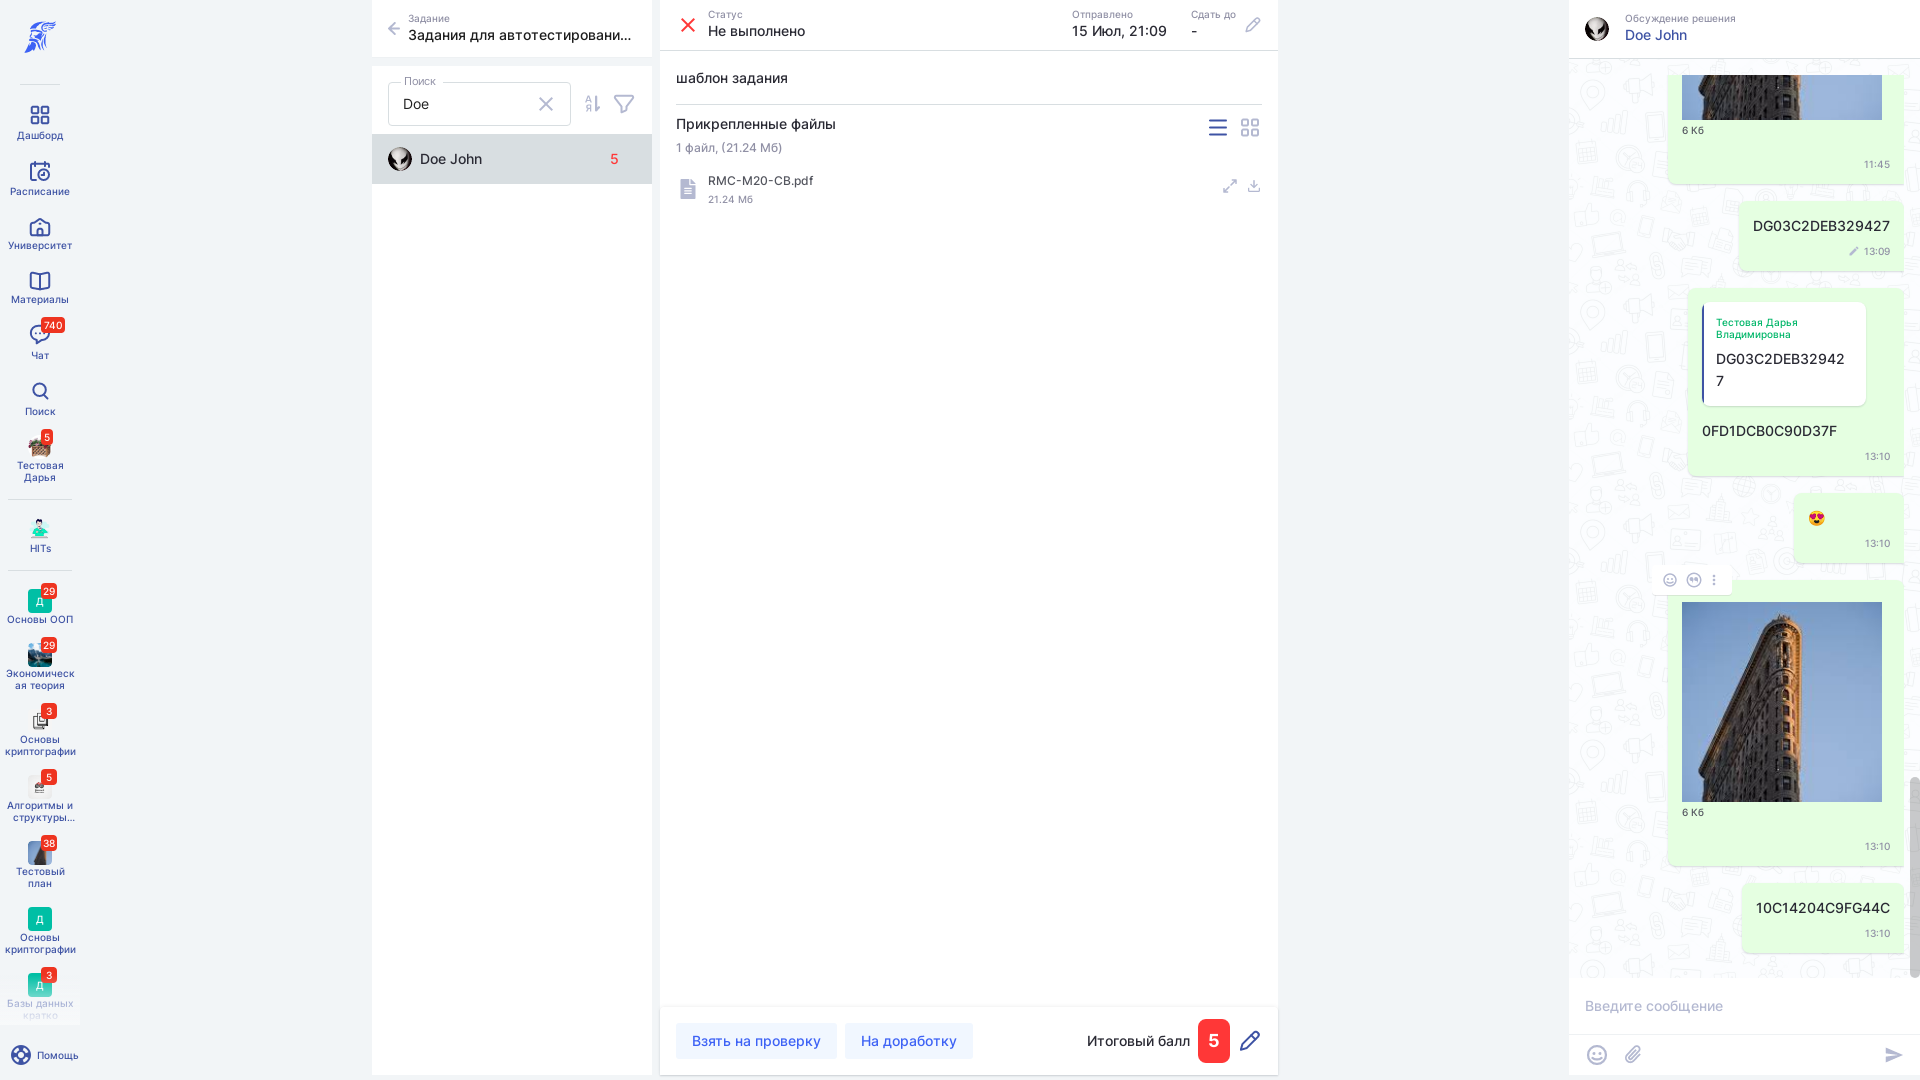 Дашборд
Расписание
Университет
Материалы
740
Чат
Поиск
5
Тестовая
Дарья
HITs
29
Д
Основы ООП
29
Экономическ
ая теория
3
Основы
криптографии
5
Алгоритмы и
структуры...
38
Тестовый
план
Д
Основы
криптографии
3
Д
Базы данных
кратко
Помощь
Задание
Задания для автотестировани...
Поиск
Doe
Doe John
5
Статус
Не выполнено
Отправлено
15 Июл, 21:09
Сдать до
-
шаблон задания
Прикрепленные файлы
1 файл, (21.24 Мб)
RMC-M20-CB.pdf
21.24 Мб
Взять на проверку
На доработку
Итоговый балл
5
Обсуждение решения
Doe John
6 Кб
11:45
DG03C2DEB329427
13:09
Тестовая Дарья
Владимировна
DG03C2DEB32942
7
0FD1DCB0C90D37F
13:10
13:10
6 Кб
13:10
10C14204C9FG44C
13:10
Введите сообщение